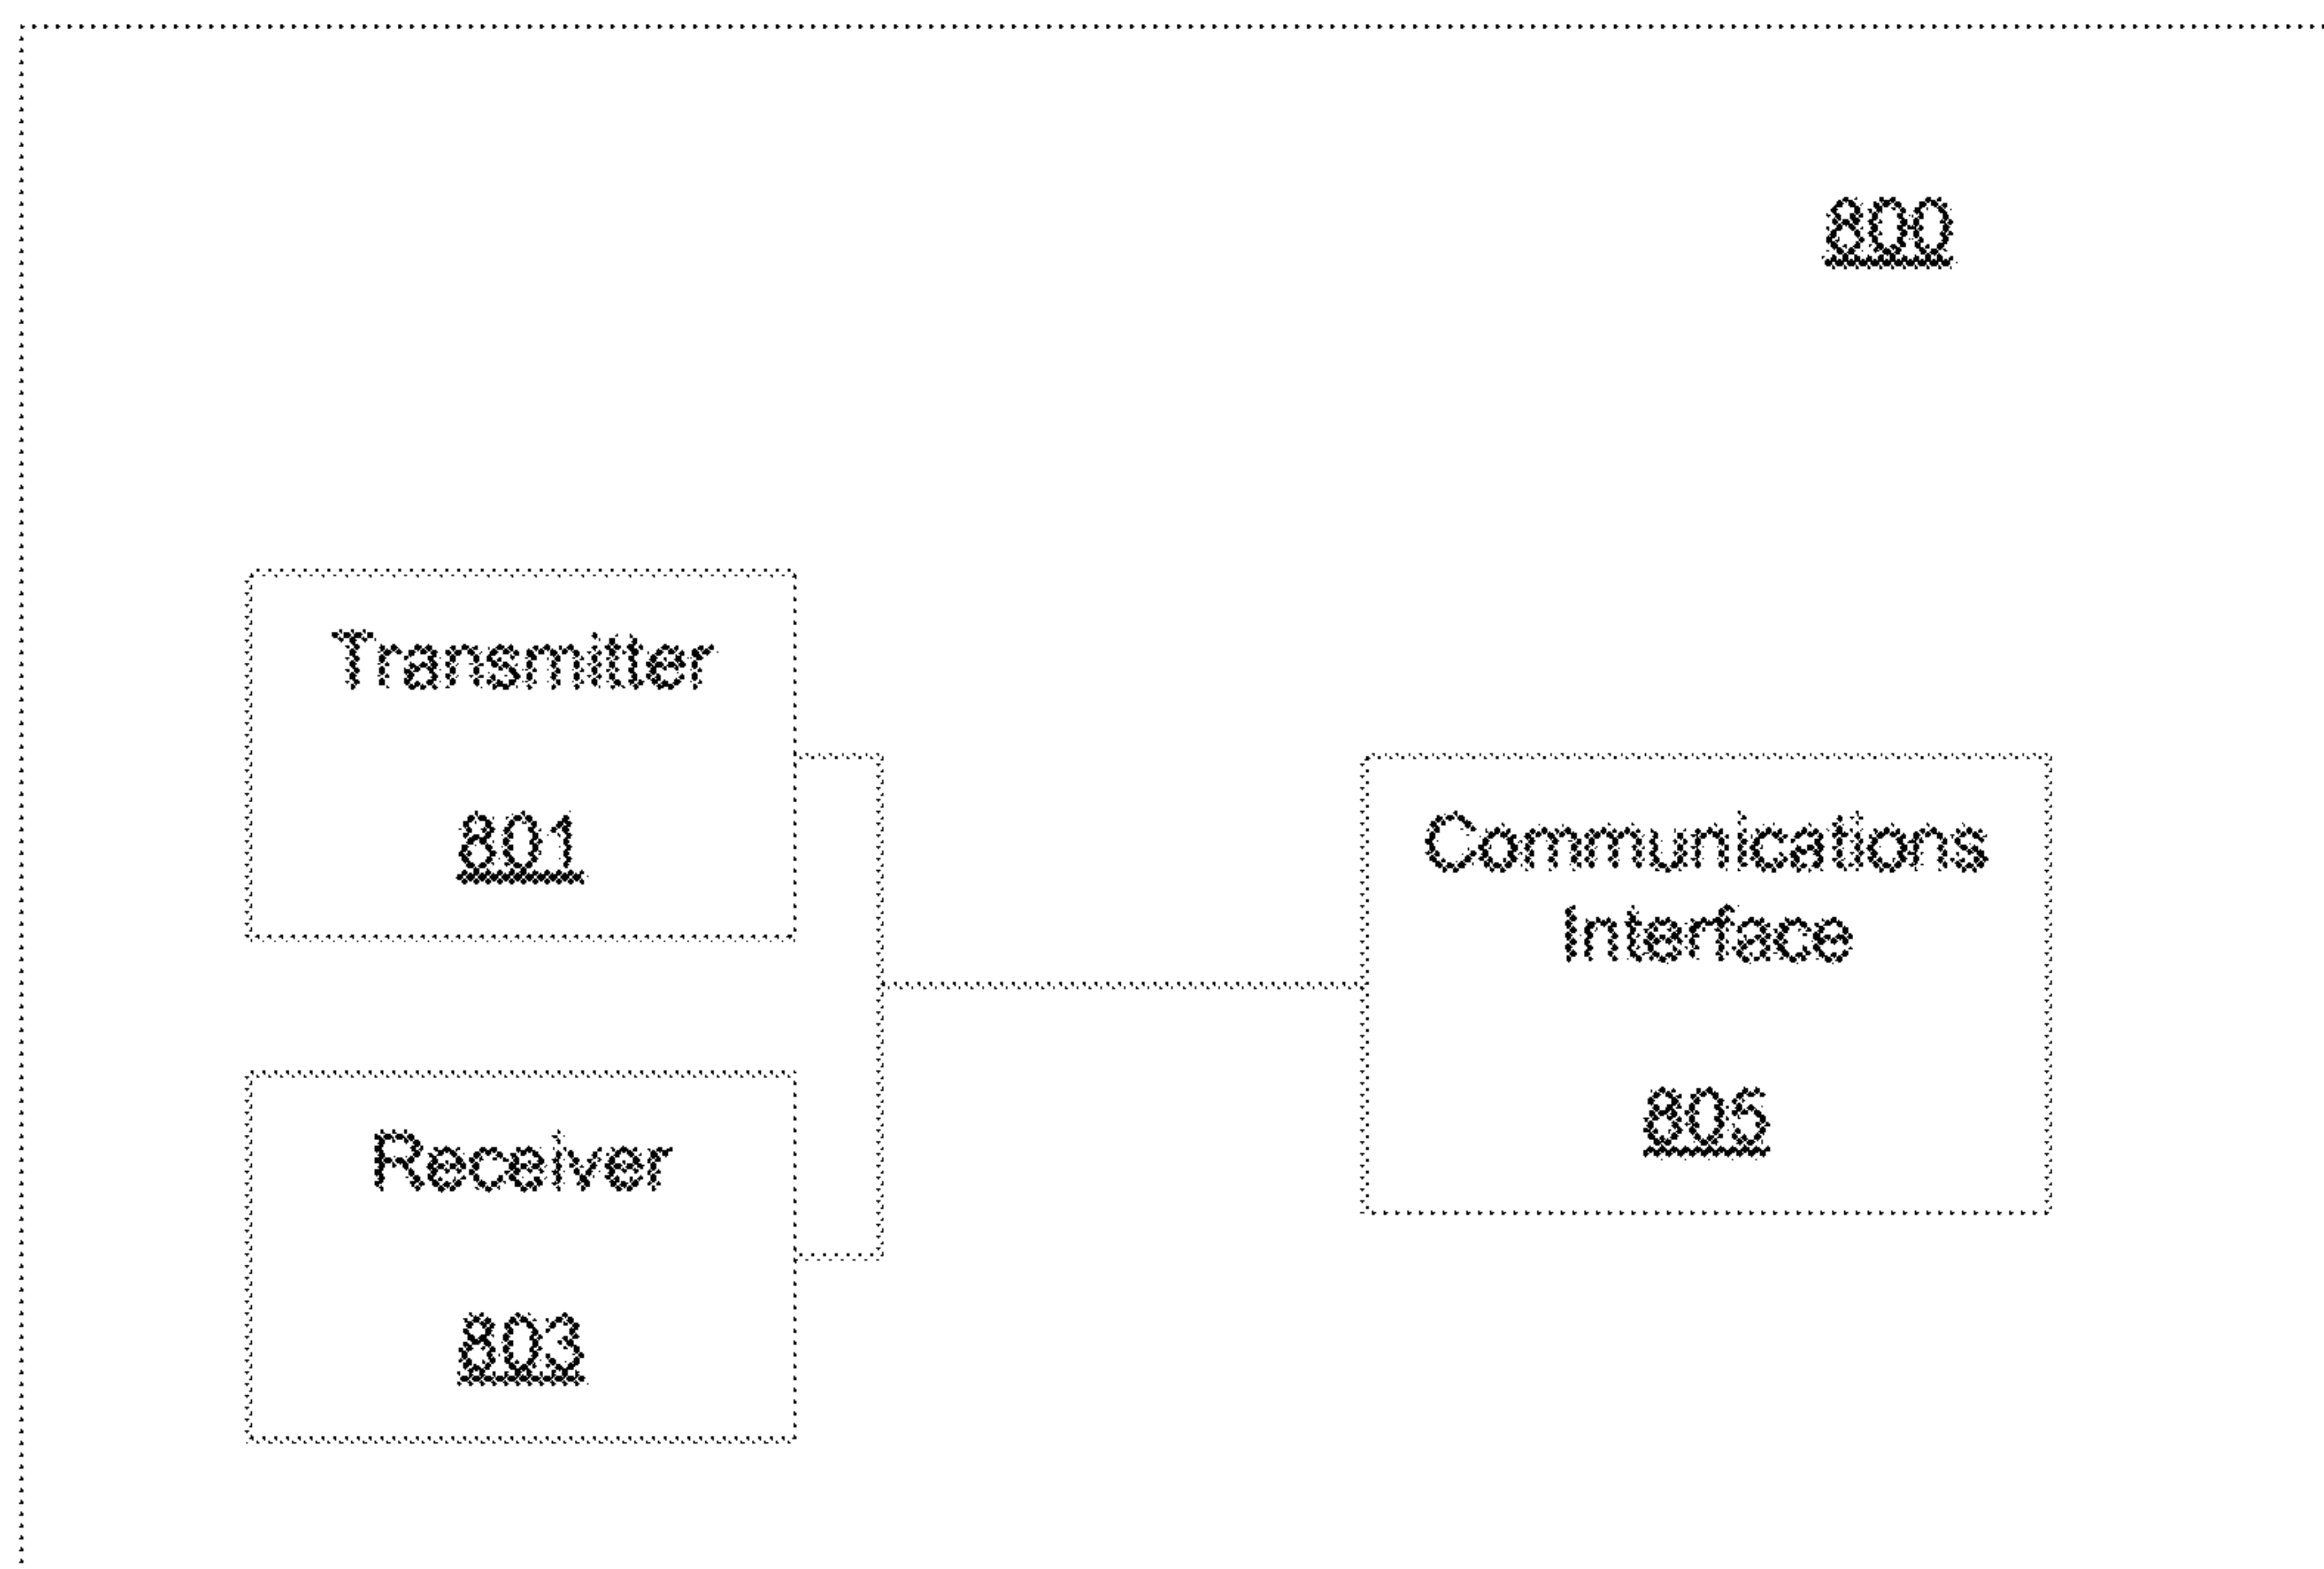 800
Transmitter
801
Communications
Interface
805
Receiver
803